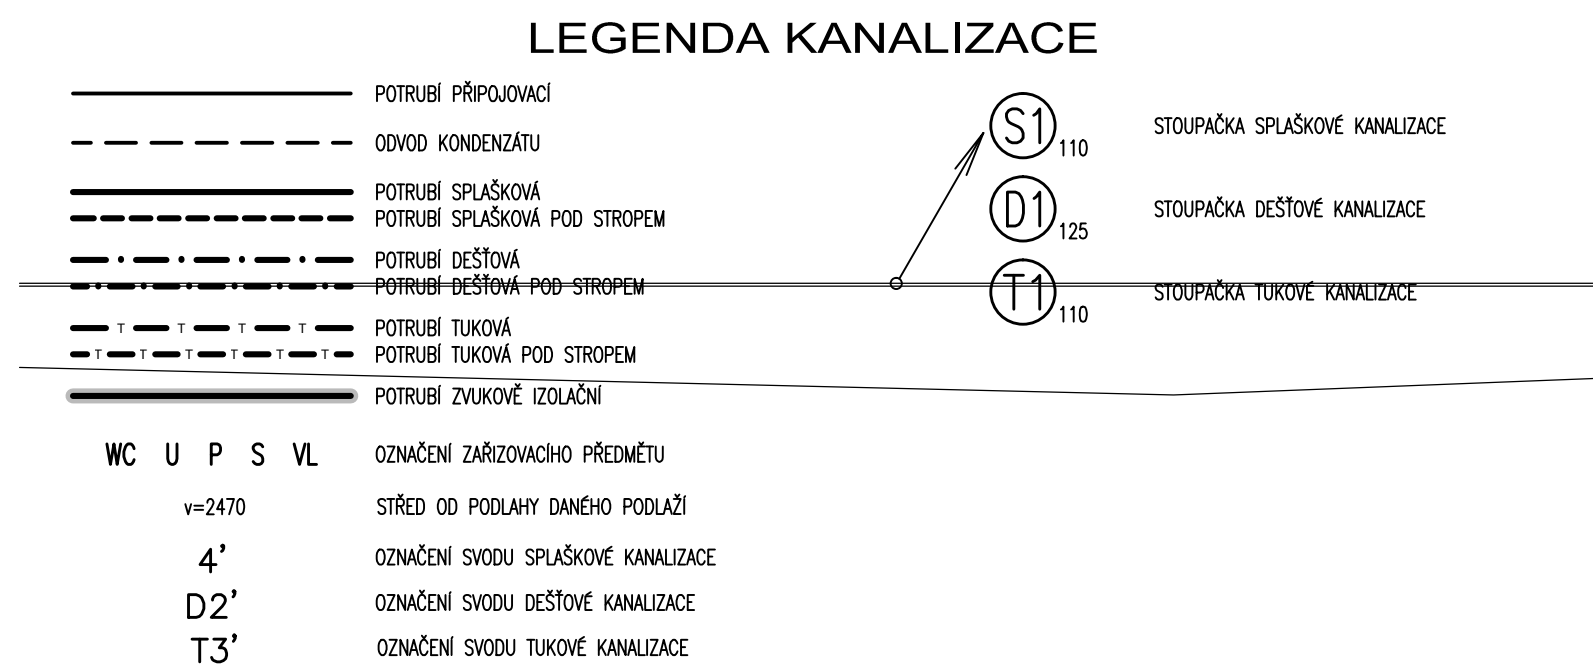 LEGENDA KANALIZACE
POTRUBÍ PŘIPOJOVACÍ
ODVOD KONDENZÁTU
POTRUBÍ SPLAŠKOVÁ
POTRUBÍ SPLAŠKOVÁ POD STROPEM
POTRUBÍ DEŠŤOVÁ
POTRUBÍ DEŠŤOVÁ POD STROPEM
T T T T POTRUBÍ TUKOVÁ
T T T T T T POTRUBÍ TUKOVÁ POD STROPEM
POTRUBÍ ZVUKOVĚ IZOLAČNÍ
WC U P S VL OZNAČENÍ ZAŘIZOVACÍHO PŘEDMĚTU
v=2470 STŘED OD PODLAHY DANÉHO PODLAŽÍ
4' OZNAČENÍ SVODU SPLAŠKOVÉ KANALIZACE
D2' OZNAČENÍ SVODU DEŠŤOVÉ KANALIZACE
T3' OZNAČENÍ SVODU TUKOVÉ KANALIZACE
S1 110 STOUPAČKA SPLAŠKOVÉ KANALIZACE
D1 125 STOUPAČKA DEŠŤOVÉ KANALIZACE
T1 110 STOUPAČKA TUKOVÉ KANALIZACE